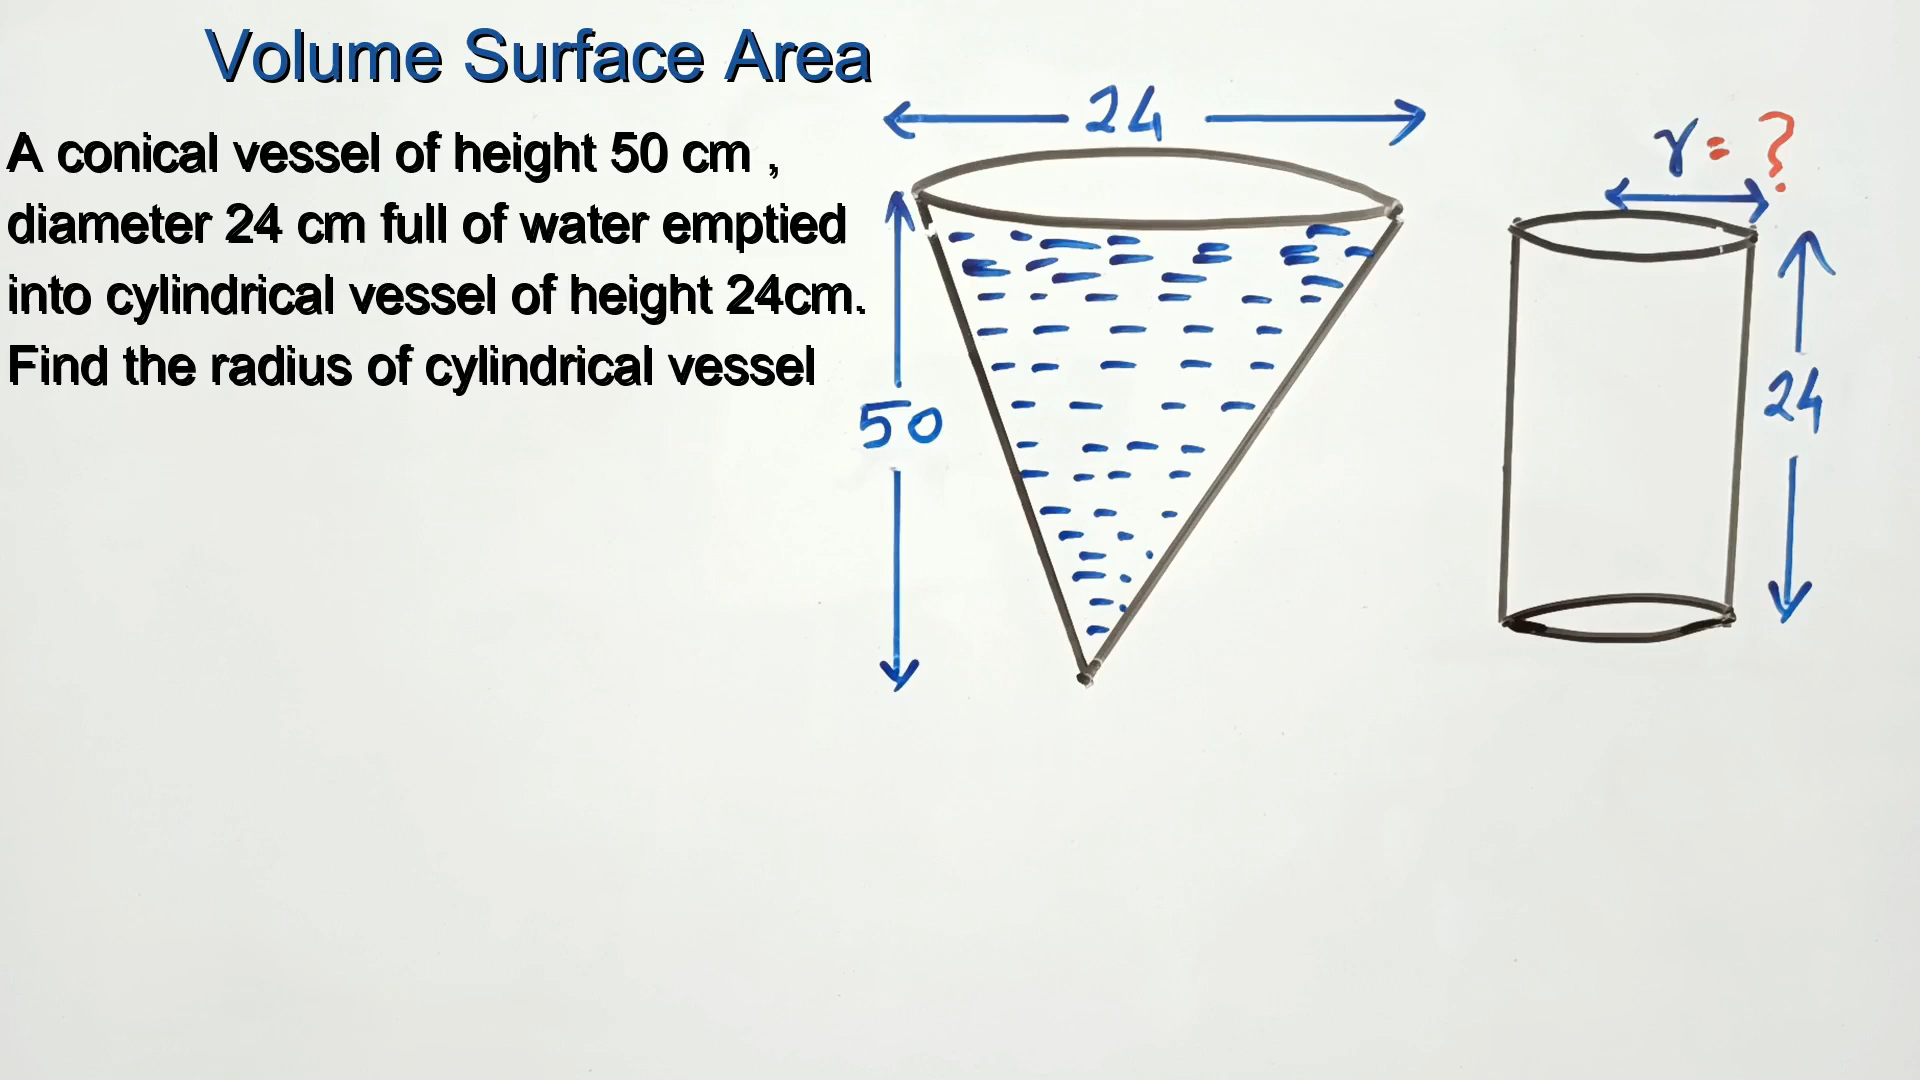 Volume Surface Area
A conical vessel of height 50 cm ,
diameter 24 cm full of water emptied
into cylindrical vessel of height 24cm.
Find the radius of cylindrical vessel
24
50
r = ?
24